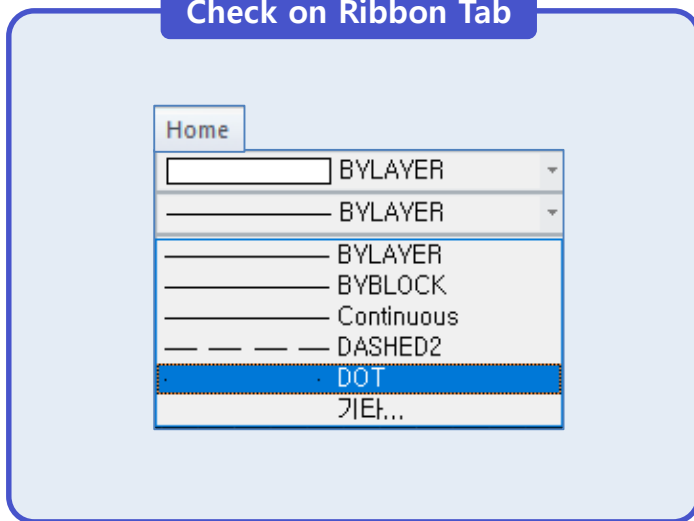 Check on Ribbon Tab
Home
BYLAYER
BYLAYER
BYLAYER
BYBLOCK
Continuous
DASHED2
DOT
기타...